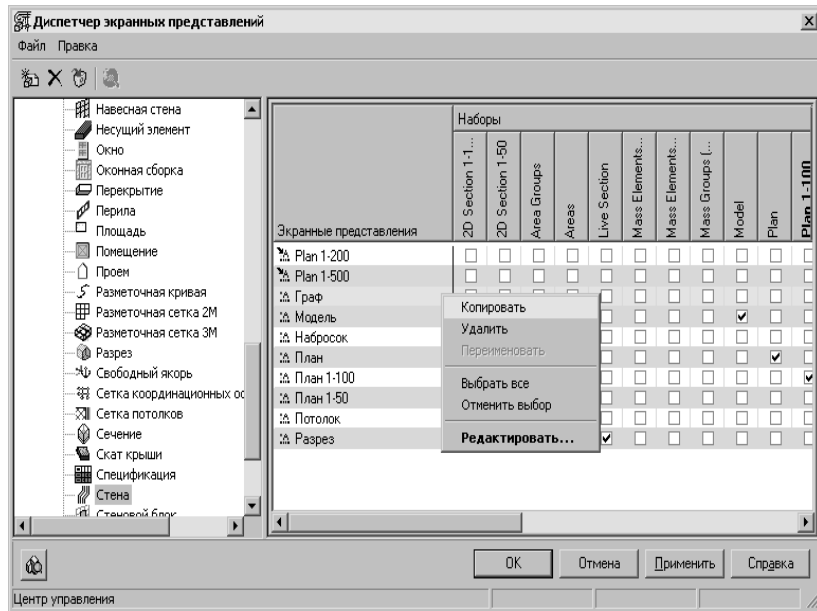 Диспетчер экранных представлений
Файл Правка
Навесная стена
Несущий элемент
Окно
Оконная сборка
Перекрытие
Перила
Площадь
Помещение
Проем
Разметочная кривая
Разметочная сетка 2М
Разметочная сетка 3М
Разрез
Свободный якорь
Сетка координационных ос
Сетка потолков
Сечение
Скат крыши
Спецификация
Стена
Стеновой блок
Наборы
Экранные представления
2D Section 1-1...
2D Section 1-50
Area Groups
Areas
Live Section
Mass Elements...
Mass Elements...
Mass Groups (...
Model
Plan
Plan 1-100
Plan 1-200
Plan 1-500
Граф
Модель
Набросок
План
План 1-100
План 1-50
Потолок
Разрез
Копировать
Удалить
Переименовать
Выбрать все
Отменить выбор
Редактировать...
OK Отмена Применить Справка
Центр управления